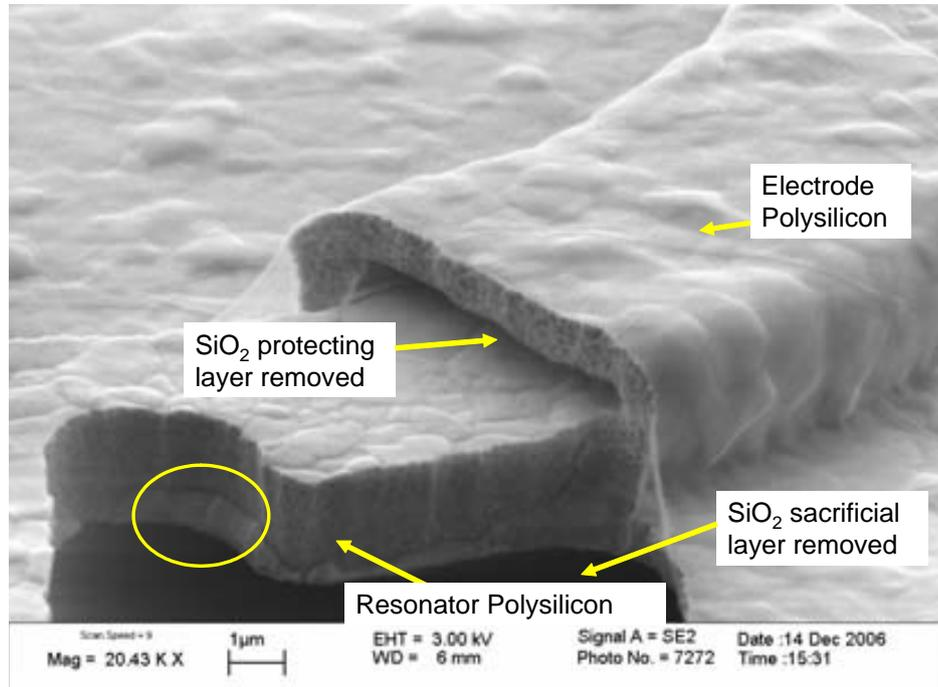 Electrode
Polysilicon
SiO₂ protecting
layer removed
SiO₂ sacrificial
layer removed
Resonator Polysilicon
Scan Speed = 9
Mag = 20.43 K X
1µm
EHT = 3.00 kV
WD = 6 mm
Signal A = SE2
Photo No. = 7272
Date :14 Dec 2006
Time :15:31